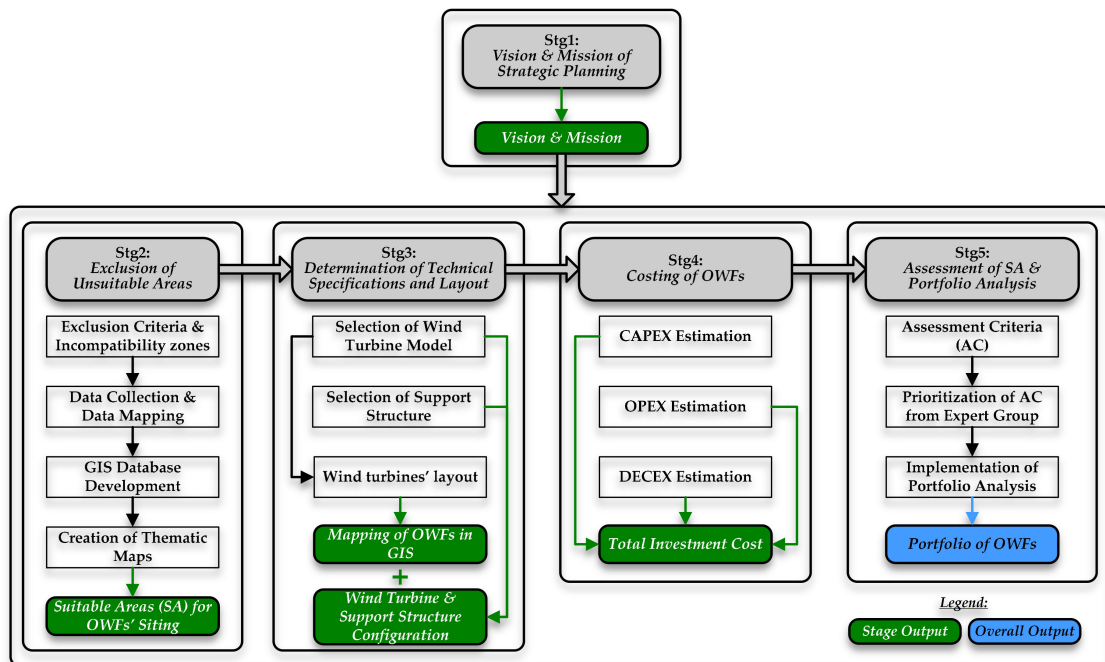 Stg1:
Vision & Mission of
Strategic Planning
Vision & Mission
Stg2:
Exclusion of
Unsuitable Areas
Exclusion Criteria &
Incompatibility zones
Data Collection &
Data Mapping
GIS Database
Development
Creation of Thematic
Maps
Suitable Areas (SA) for
OWFs' Siting
Stg3:
Determination of Technical
Specifications and Layout
Selection of Wind
Turbine Model
Selection of Support
Structure
Wind turbines' layout
Mapping of OWFs in
GIS
+
Wind Turbine &
Support Structure
Configuration
Stg4:
Costing of OWFs
CAPEX Estimation
OPEX Estimation
DECEX Estimation
Total Investment Cost
Stg5:
Assessment of SA &
Portfolio Analysis
Assessment Criteria
(AC)
Prioritization of AC
from Expert Group
Implementation of
Portfolio Analysis
Portfolio of OWFs
Legend:
Stage Output
Overall Output